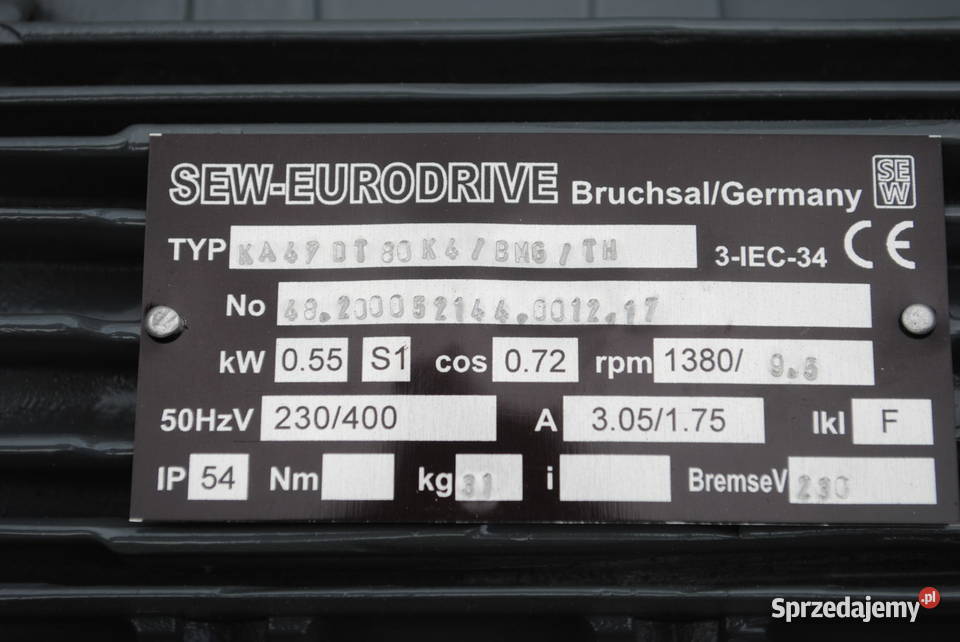 SEW-EURODRIVE Bruchsal/Germany SEW
TYP KA47 DT 80 K4/BMG/TH 3-IEC-34 CE
No 48.200052144.0012.17
kW 0.55 S1 cos 0.72 rpm 1380/ 9.5
50HzV 230/400 A 3.05/1.75 Ikl F
IP 54 Nm kg 31 i BremseV 230
Sprzedajemy.pl